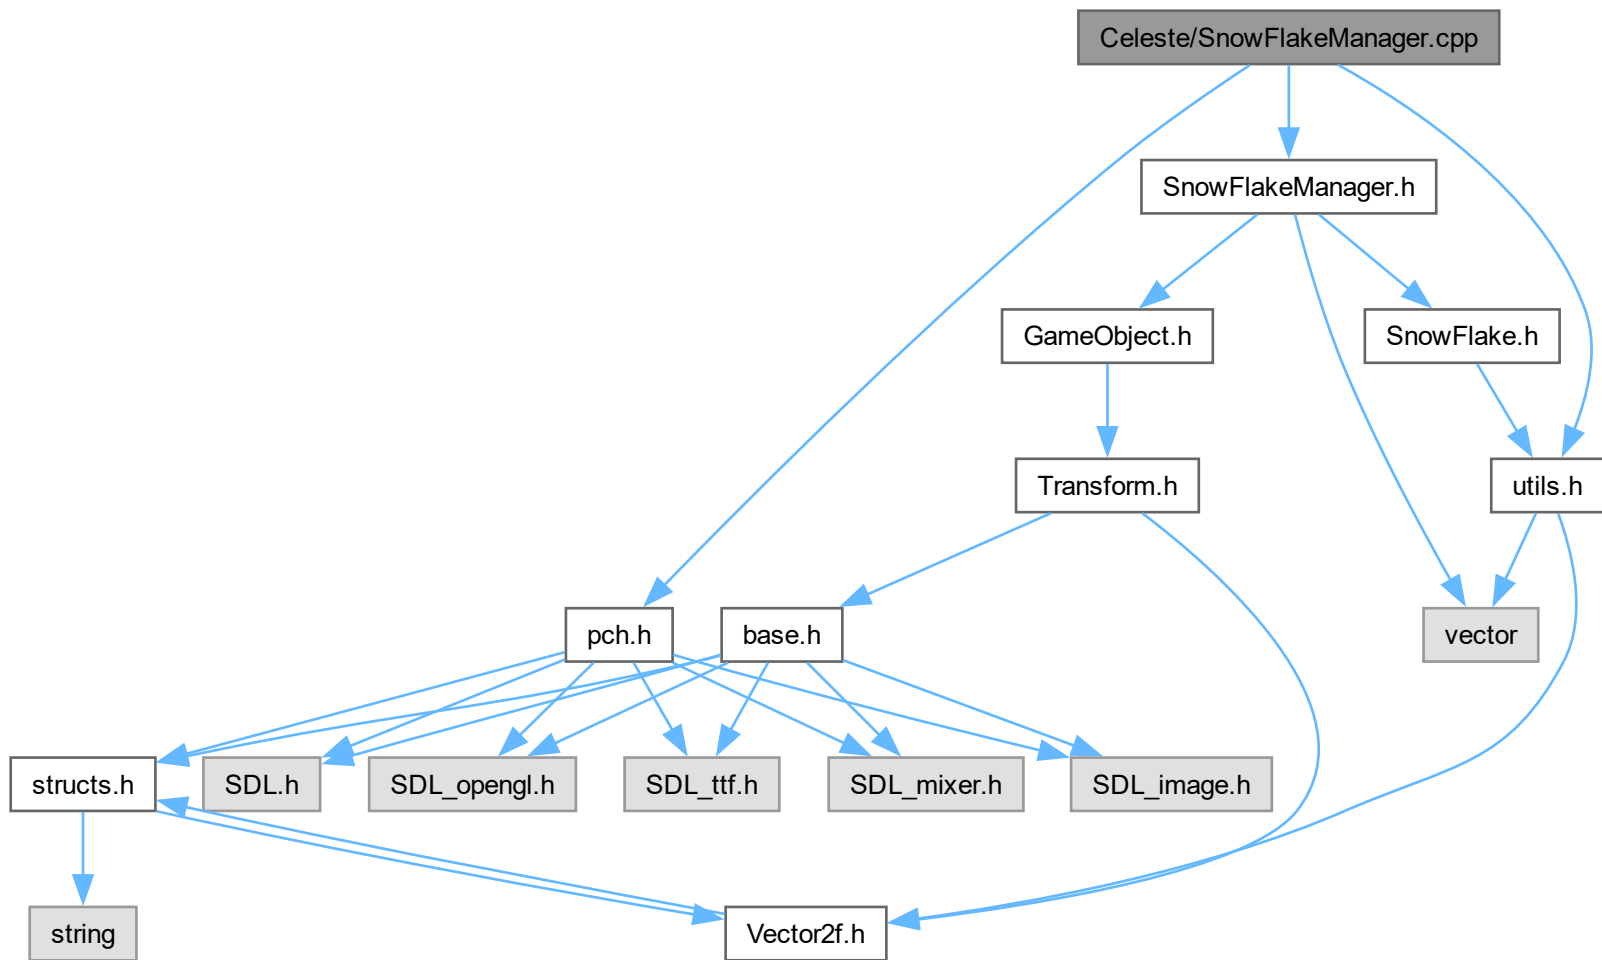 Celeste/SnowFlakeManager.cpp
SnowFlakeManager.h
GameObject.h
SnowFlake.h
Transform.h
utils.h
pch.h
base.h
vector
structs.h
SDL.h
SDL_opengl.h
SDL_ttf.h
SDL_mixer.h
SDL_image.h
string
Vector2f.h